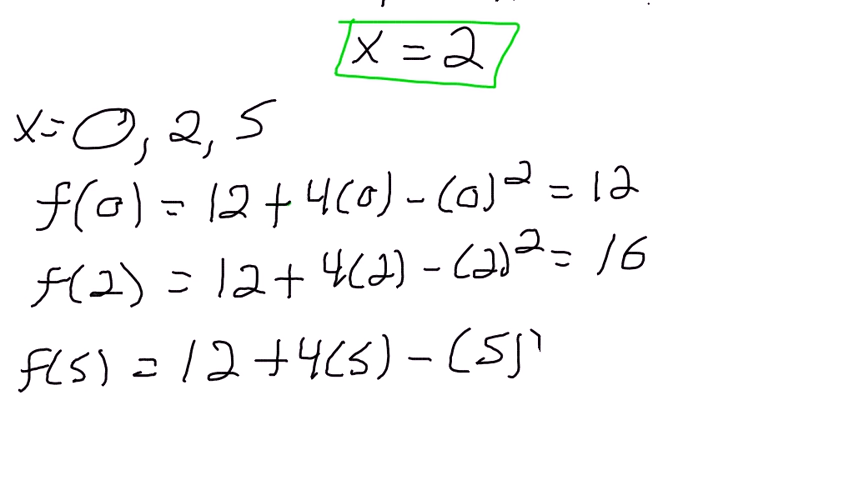 x = 2
x = 0, 2, 5
f(0) = 12 + 4(0) - (0)² = 12
f(2) = 12 + 4(2) - (2)² = 16
f(5) = 12 + 4(5) - (5)